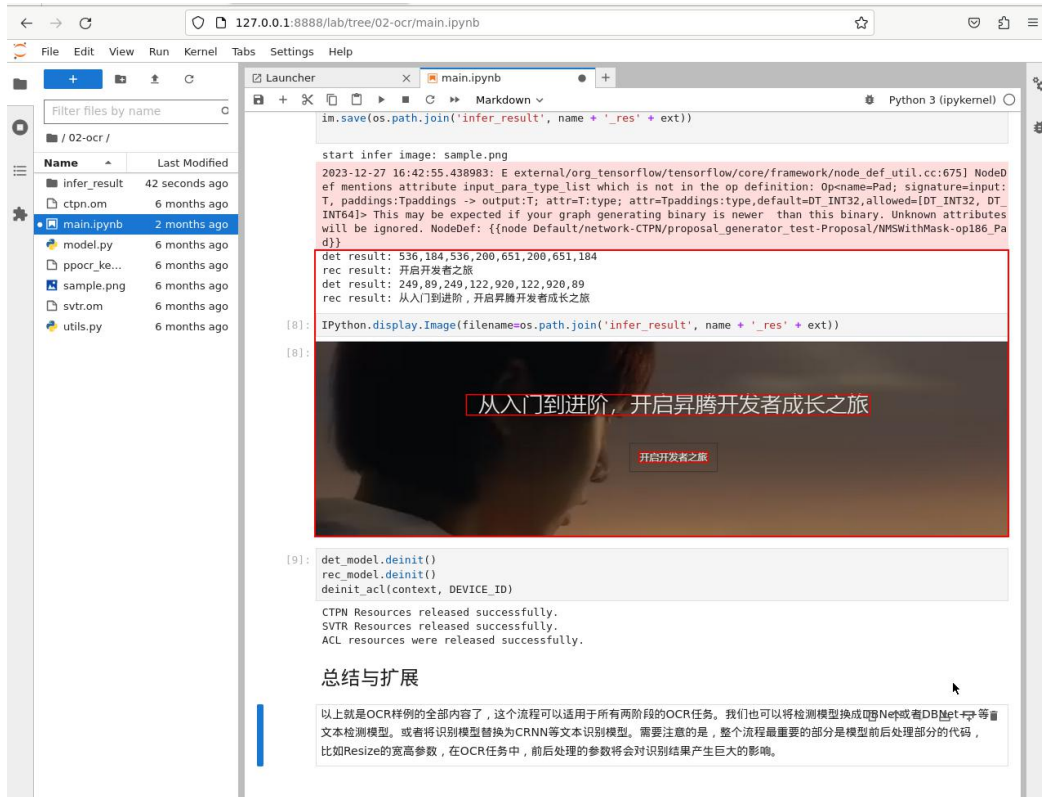 127.0.0.1:8888/lab/tree/02-ocr/main.ipynb
File Edit View Run Kernel Tabs Settings Help
Launcher
main.ipynb
Markdown
Python 3 (ipykernel)
Filter files by name
/ 02-ocr /
Name Last Modified
infer_result 42 seconds ago
ctpn.om 6 months ago
main.ipynb 2 months ago
model.py 6 months ago
ppocr_ke... 6 months ago
sample.png 6 months ago
svtr.om 6 months ago
utils.py 6 months ago
im.save(os.path.join('infer_result', name + '_res' + ext))
start infer image: sample.png
2023-12-27 16:42:55.438983: E external/org_tensorflow/tensorflow/core/framework/node_def_util.cc:675] NodeD
ef mentions attribute input_para_type_list which is not in the op definition: Op<name=Pad; signature=input:
T, paddings:Tpaddings -> output:T; attr=T:type; attr=Tpaddings:type,default=DT_INT32,allowed=[DT_INT32, DT_
INT64]> This may be expected if your graph generating binary is newer than this binary. Unknown attributes
will be ignored. NodeDef: {{node Default/network-CTPN/proposal_generator_test-Proposal/NMSWithMask-op186_Pa
d}}
det result: 536,184,536,200,651,200,651,184
rec result: 开启开发者之旅
det result: 249,89,249,122,920,122,920,89
rec result: 从入门到进阶，开启昇腾开发者成长之旅
[8]: IPython.display.Image(filename=os.path.join('infer_result', name + '_res' + ext))
[8]:
从入门到进阶，开启昇腾开发者成长之旅
开启开发者之旅
[9]: det_model.deinit()
rec_model.deinit()
deinit_acl(context, DEVICE_ID)
CTPN Resources released successfully.
SVTR Resources released successfully.
ACL resources were released successfully.
总结与扩展
以上就是OCR样例的全部内容了，这个流程可以适用于所有两阶段的OCR任务。我们也可以将检测模型换成DBNet或者DBNet++等
文本检测模型。或者将识别模型替换为CRNN等文本识别模型。需要注意的是，整个流程最重要的部分是模型前后处理部分的代码，
比如Resize的宽高参数，在OCR任务中，前后处理的参数将会对识别结果产生巨大的影响。